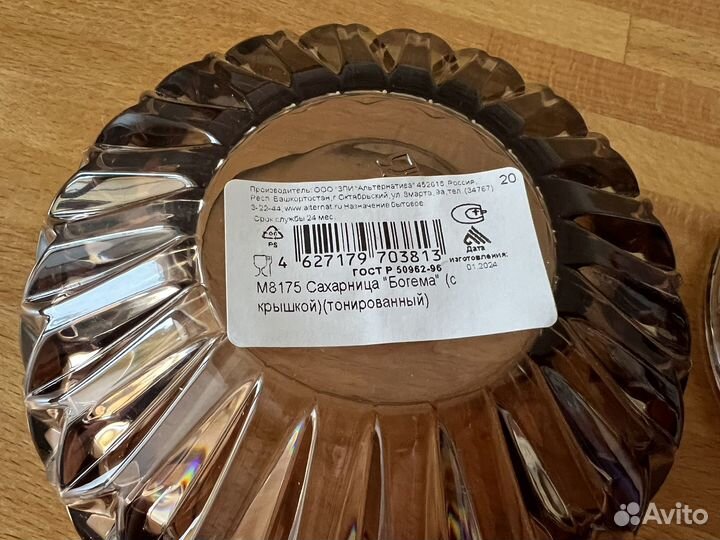 Производитель: ООО "ЗПИ "Альтернатива" 452616, Россия, 20
Респ. Башкортостан, г. Октябрьский, ул. 8марта, 9а, тел. (34767)
3-22-44, www.alternat.ru Назначение бытовое.
Срок службы 24 мес.
PS
4 627179 703813
ГОСТ Р 50962-96
Дата
изготовления:
01.2024
М8175 Сахарница "Богема" (с
крышкой)(тонированный)
Avito